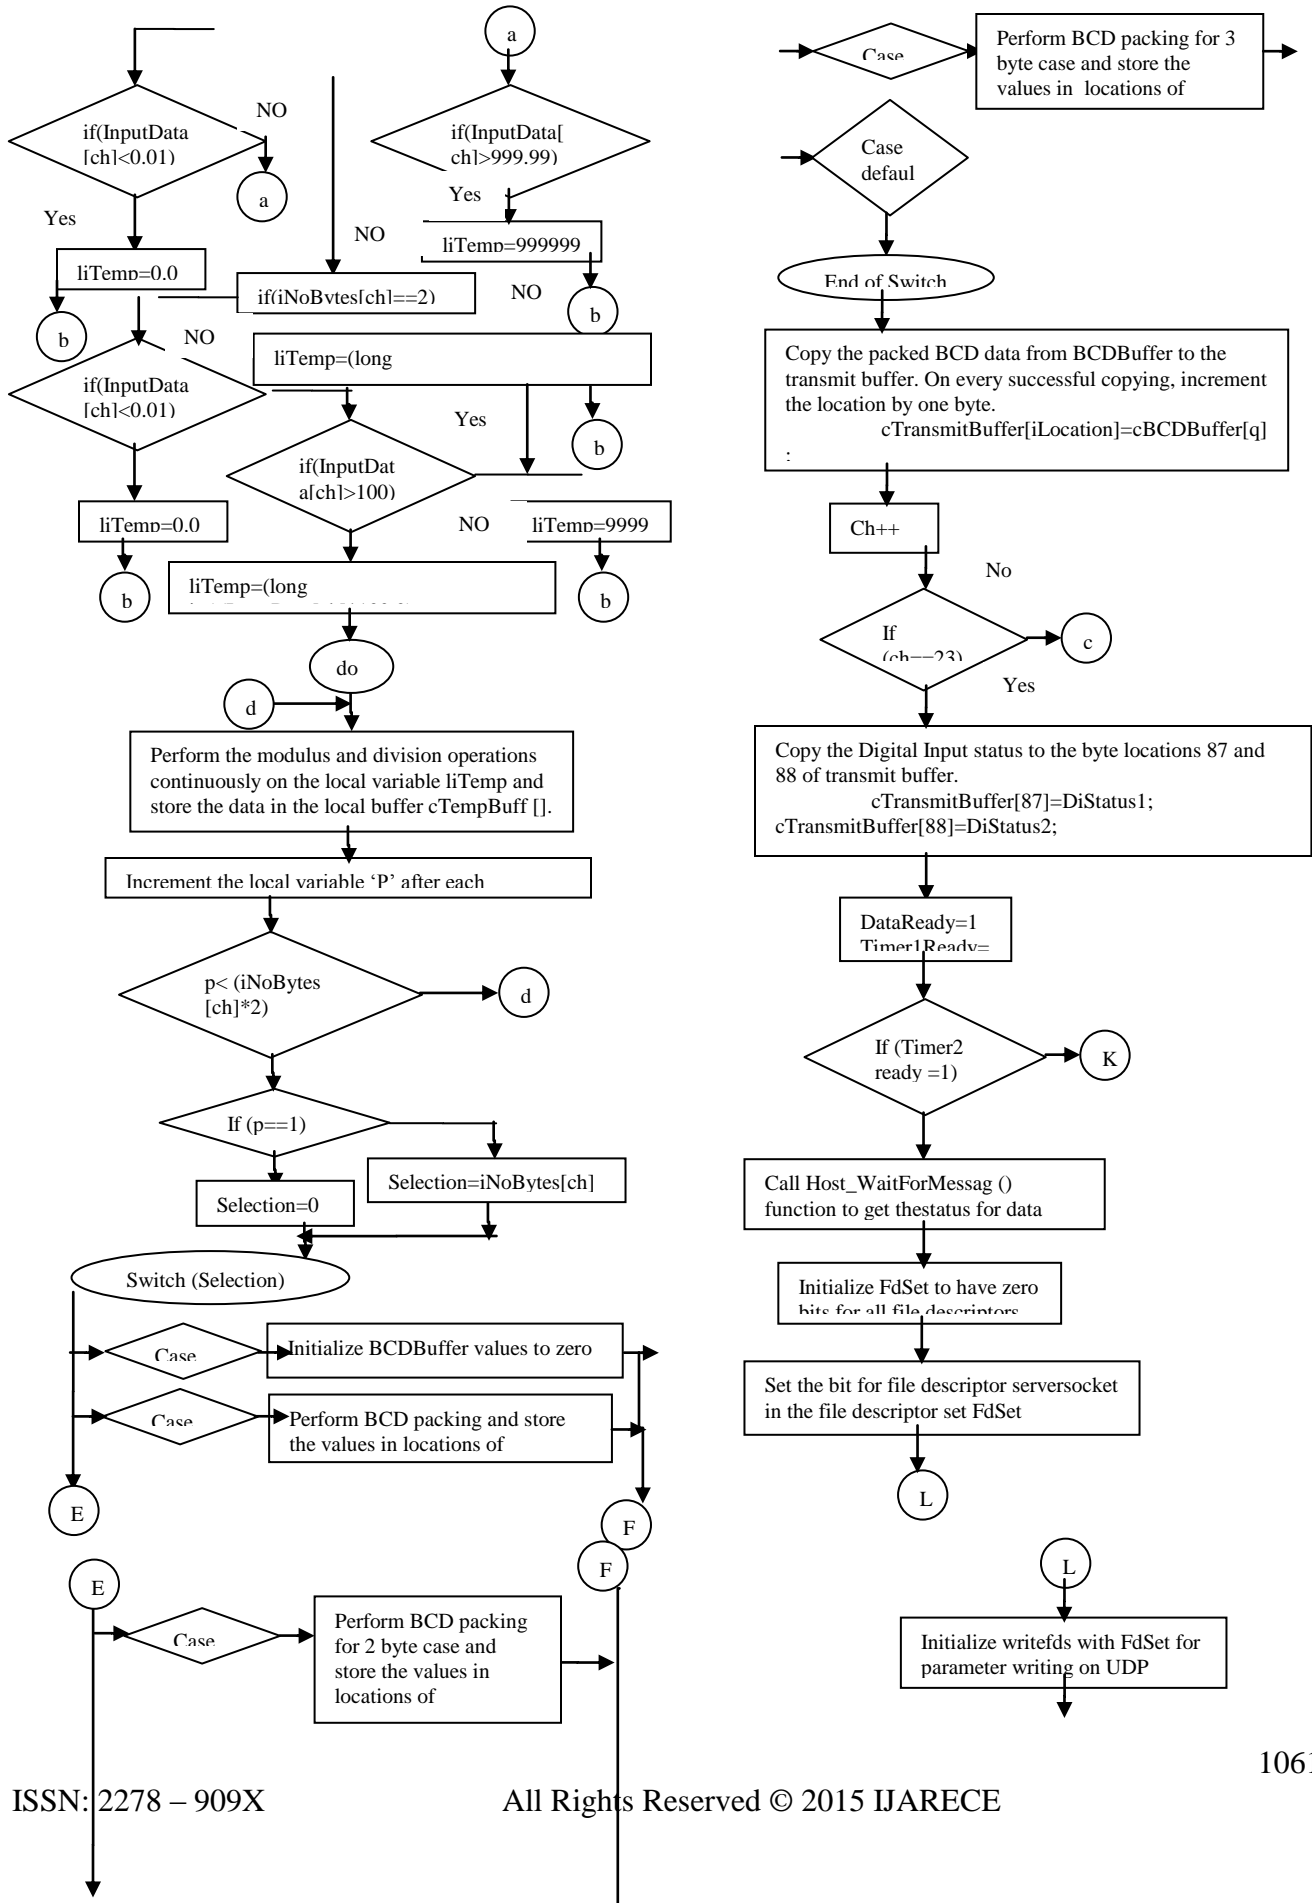 if(InputData
[ch]<0.01)
NO
a
Yes
liTemp=0.0
b
NO
if(iNoBytes[ch]==2)
a
if(InputData[
ch]>999.99)
Yes
liTemp=999999
NO
b
NO
if(InputData
[ch]<0.01)
liTemp=0.0
b
liTemp=(long
b
Yes
if(InputDat
a[ch]>100)
NO
liTemp=9999
b
liTemp=(long
do
d
Perform the modulus and division operations
continuously on the local variable liTemp and
store the data in the local buffer cTempBuff [].
Increment the local variable ‘P’ after each
p< (iNoBytes
[ch]*2)
d
If (p==1)
Selection=0
Selection=iNoBytes[ch]
Switch (Selection)
Case
Initialize BCDBuffer values to zero
Case
Perform BCD packing and store
the values in locations of
E
F
F
E
Case
Perform BCD packing
for 2 byte case and
store the values in
locations of
Case
Perform BCD packing for 3
byte case and store the
values in locations of
Case
defaul
End of Switch
Copy the packed BCD data from BCDBuffer to the
transmit buffer. On every successful copying, increment
the location by one byte.
cTransmitBuffer[iLocation]=cBCDBuffer[q]
;
Ch++
No
If
(ch==23)
c
Yes
Copy the Digital Input status to the byte locations 87 and
88 of transmit buffer.
cTransmitBuffer[87]=DiStatus1;
cTransmitBuffer[88]=DiStatus2;
DataReady=1
Timer1Ready=
If (Timer2
ready =1)
K
Call Host_WaitForMessag ()
function to get thestatus for data
Initialize FdSet to have zero
bits for all file descriptors
Set the bit for file descriptor serversocket
in the file descriptor set FdSet
L
L
Initialize writefds with FdSet for
parameter writing on UDP
1061
ISSN: 2278 – 909X All Rights Reserved © 2015 IJARECE